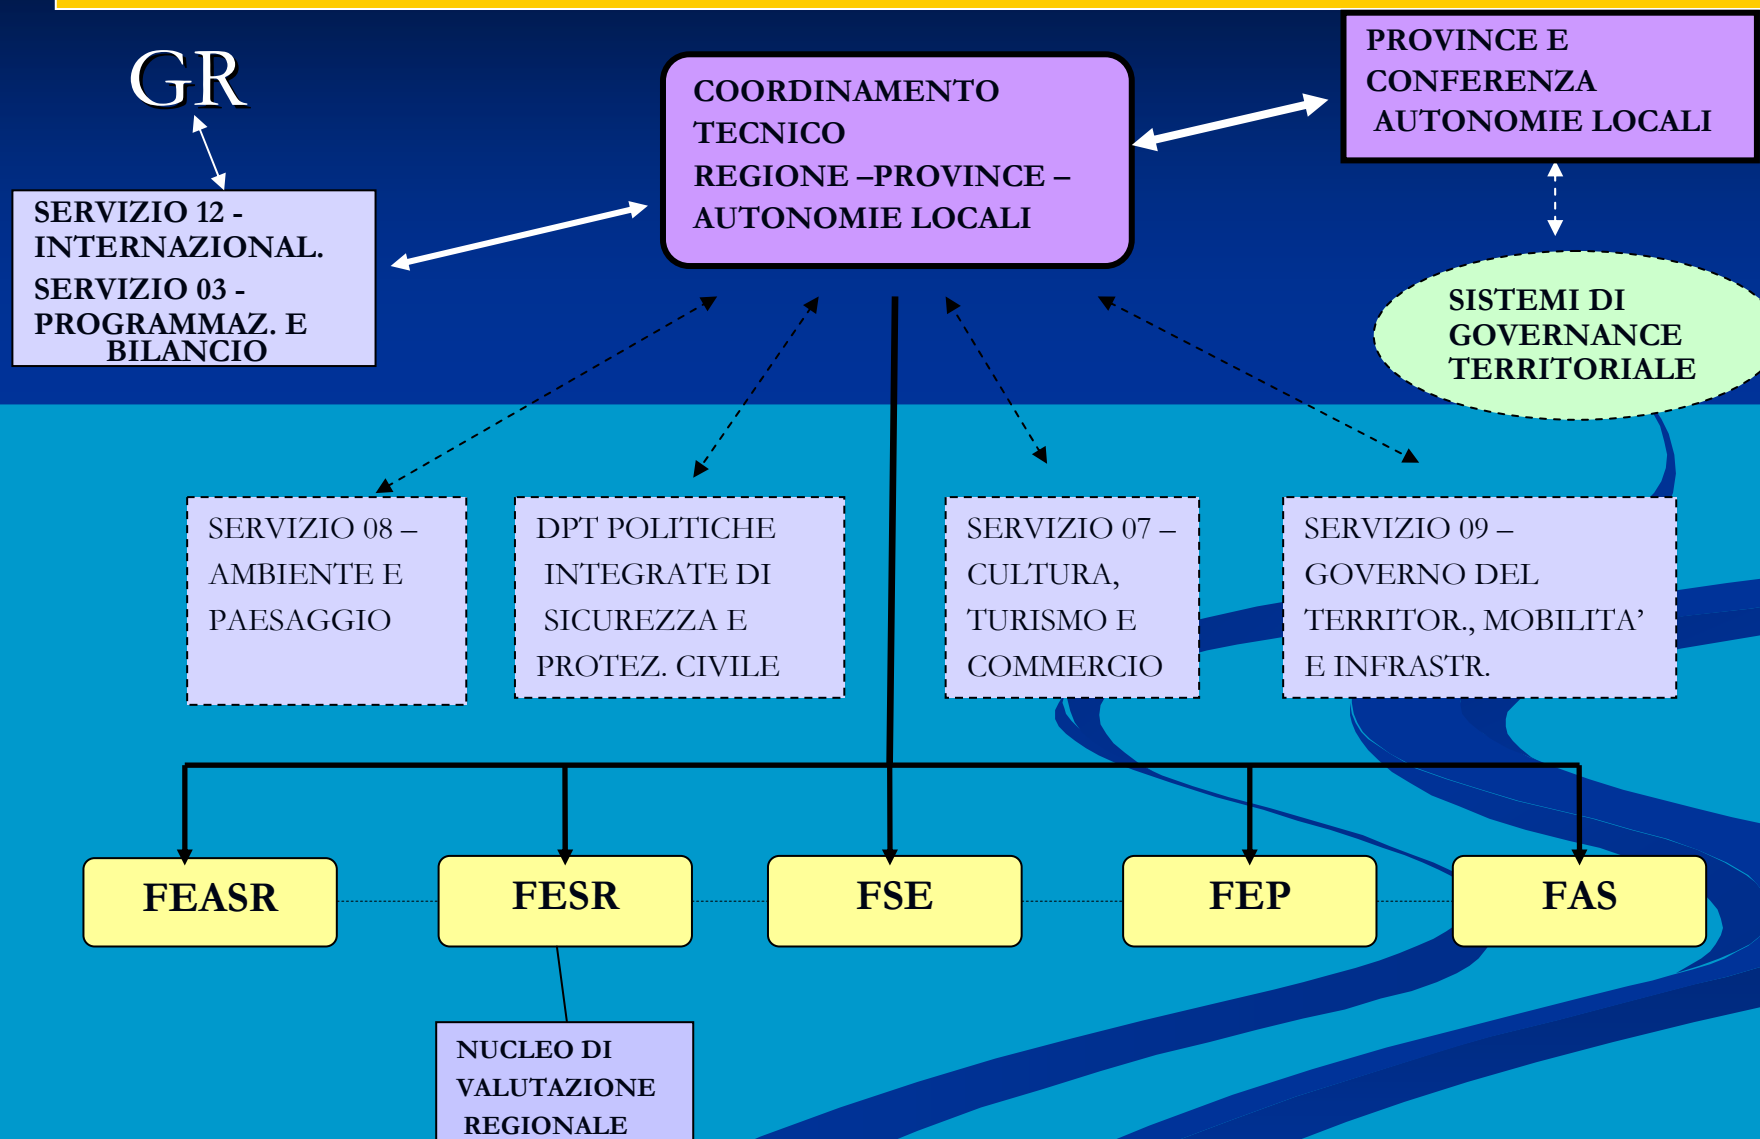 GR
COORDINAMENTO
TECNICO
REGIONE –PROVINCE –
AUTONOMIE LOCALI
PROVINCE E
CONFERENZA
AUTONOMIE LOCALI
SERVIZIO 12 -
INTERNAZIONAL.
SERVIZIO 03 -
PROGRAMMAZ. E
BILANCIO
SISTEMI DI
GOVERNANCE
TERRITORIALE
SERVIZIO 08 –
AMBIENTE E
PAESAGGIO
DPT POLITICHE
INTEGRATE DI
SICUREZZA E
PROTEZ. CIVILE
SERVIZIO 07 –
CULTURA,
TURISMO E
COMMERCIO
SERVIZIO 09 –
GOVERNO DEL
TERRITOR., MOBILITA’
E INFRASTR.
FEASR
FESR
FSE
FEP
FAS
NUCLEO DI
VALUTAZIONE
REGIONALE